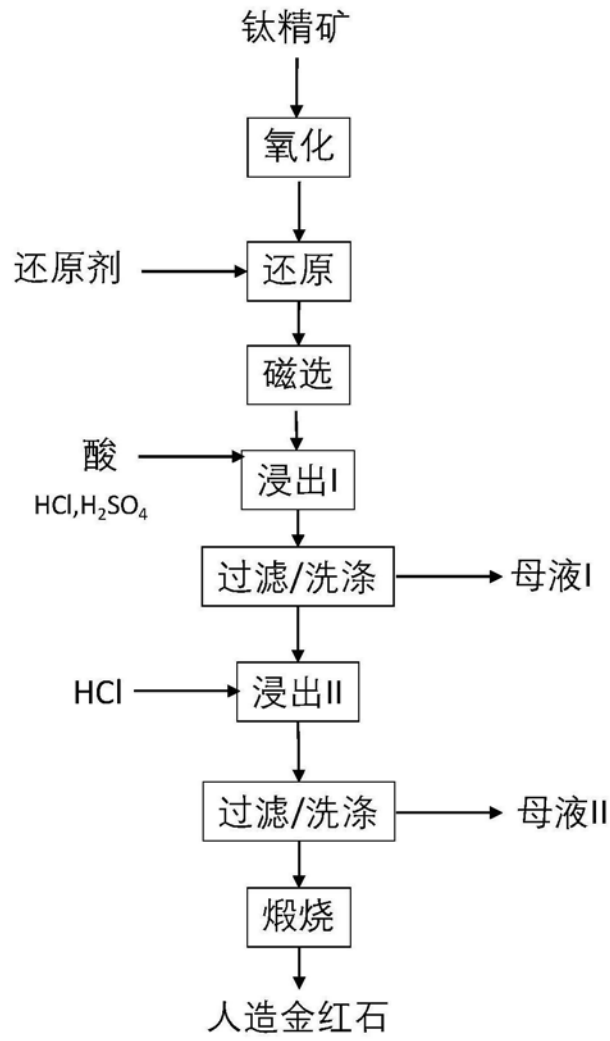 钛精矿
氧化
还原剂
还原
磁选
酸
HCl,H₂SO₄
浸出I
过滤/洗涤
母液I
HCl
浸出II
过滤/洗涤
母液II
煅烧
人造金红石